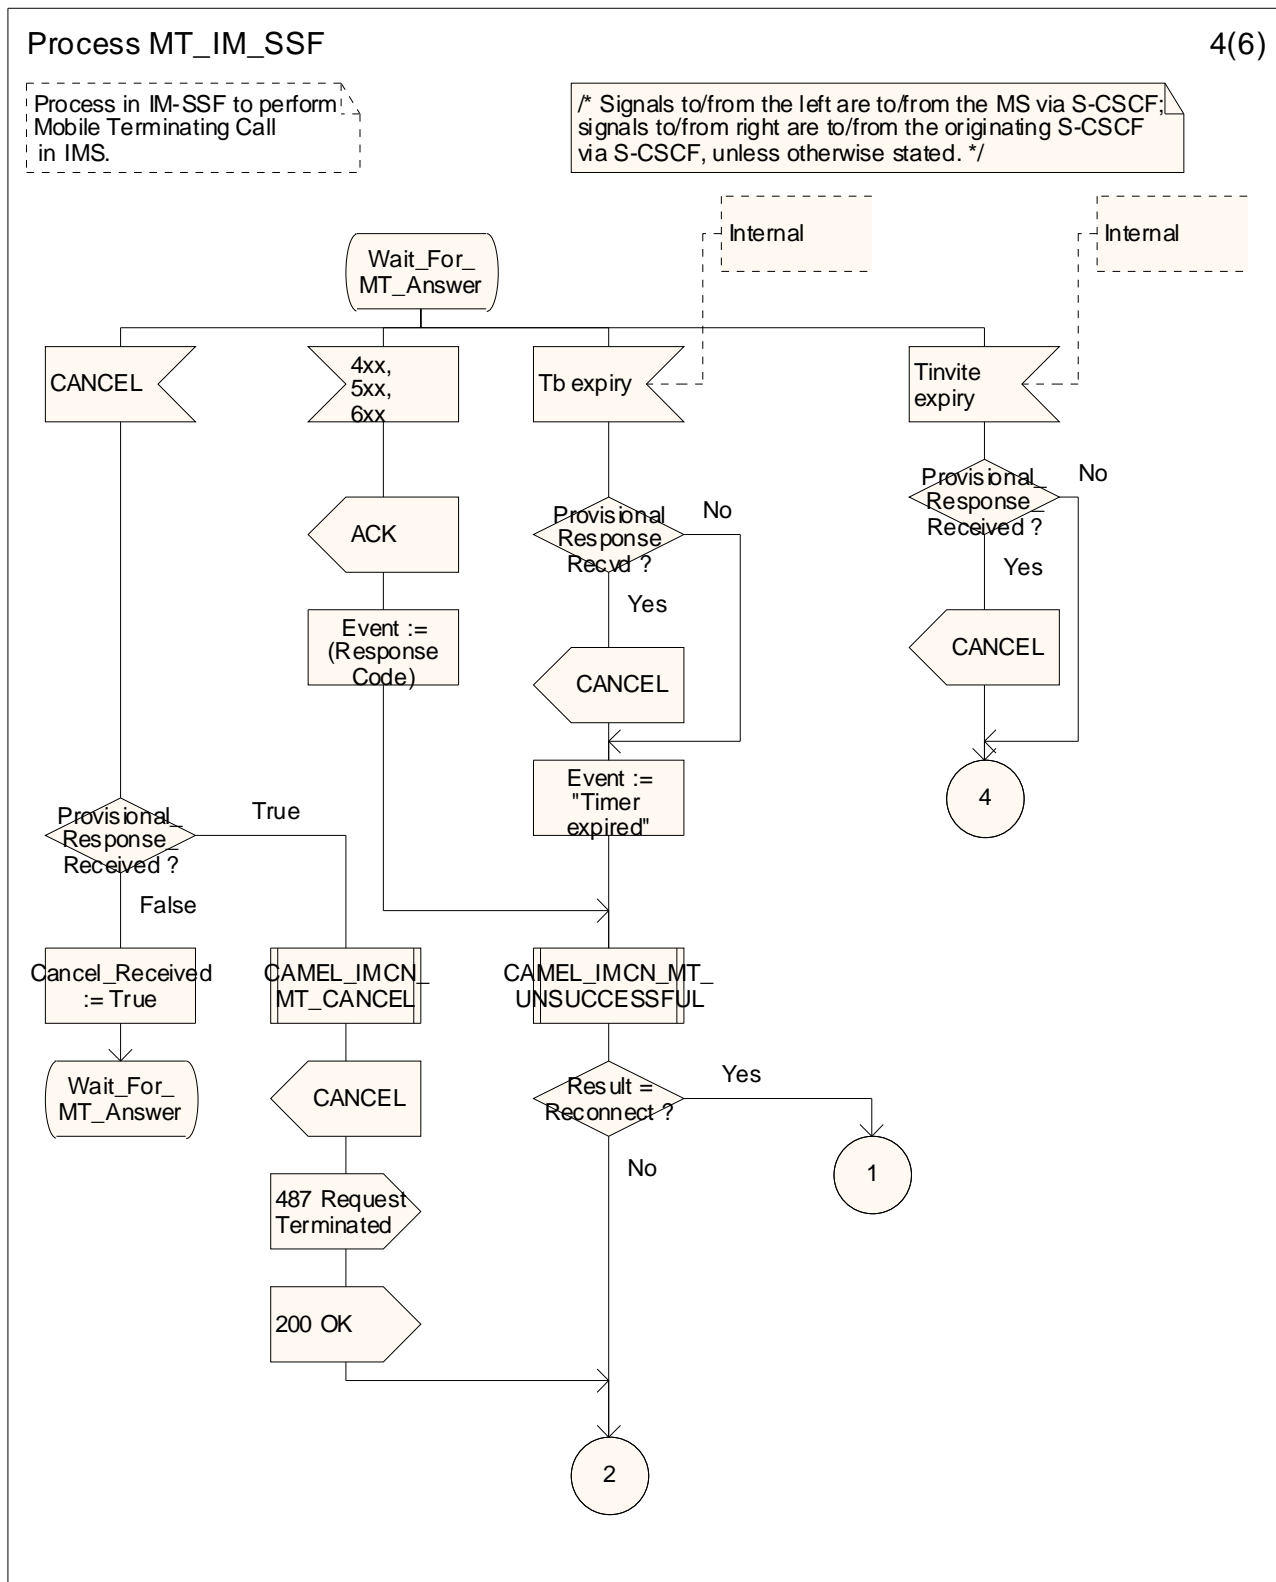 Process MT_IM_SSF
4(6)
Process in IM-SSF to perform
Mobile Terminating Call
in IMS.
/* Signals to/from the left are to/from the MS via S-CSCF;
signals to/from right are to/from the originating S-CSCF
via S-CSCF, unless otherwise stated. */
Internal
Internal
Wait_For_
MT_Answer
CANCEL
4xx,
5xx,
6xx
Tb expiry
Tinvite
expiry
Provisional_
Response_
Received ?
No
Yes
ACK
Provisional
Response
Recvd ?
No
Yes
Event :=
(Response
Code)
CANCEL
CANCEL
Event :=
"Timer
expired"
4
Provisional_
Response_
Received ?
True
False
Cancel_Received
:= True
CAMEL_IMCN_
MT_CANCEL
CAMEL_IMCN_MT_
UNSUCCESSFUL
Wait_For_
MT_Answer
CANCEL
Result =
Reconnect ?
Yes
No
1
487 Request
Terminated
200 OK
2